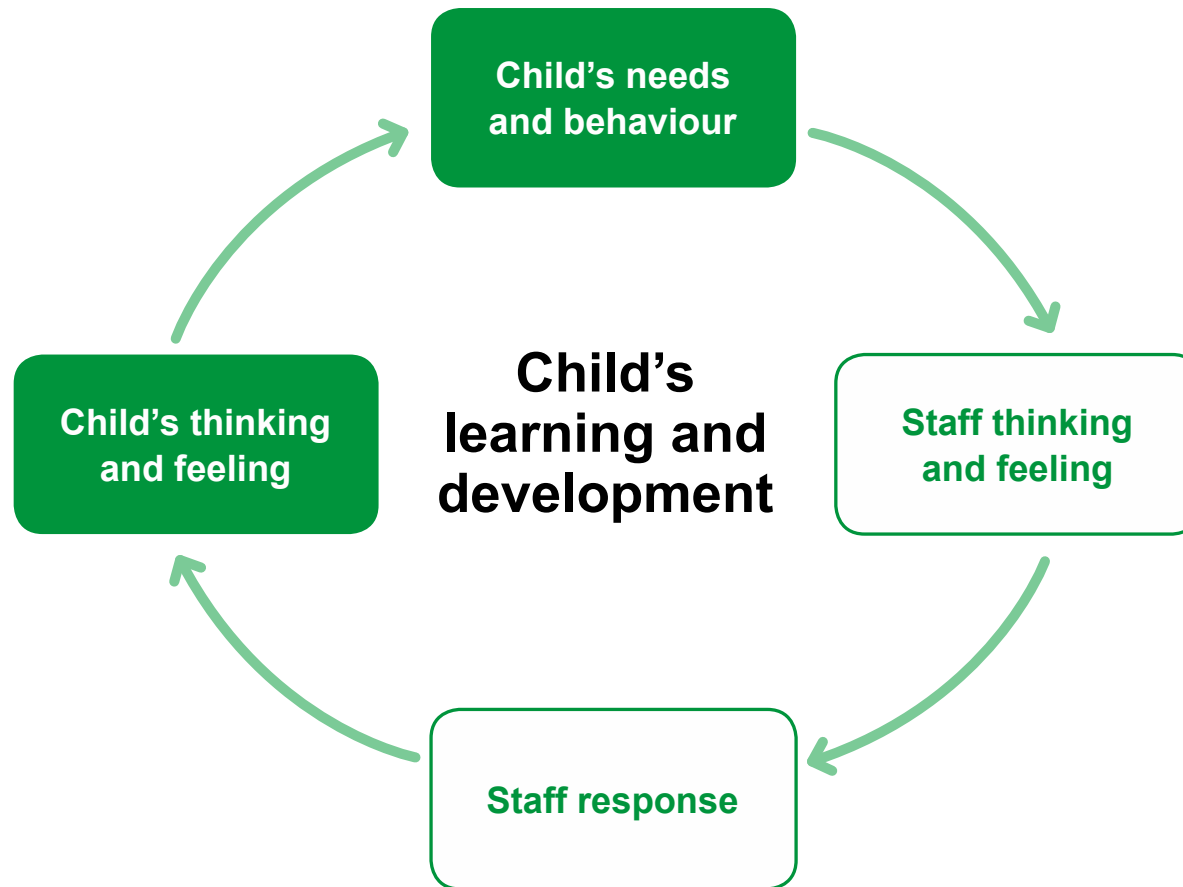 Child’s needs
and behaviour
Child’s thinking
and feeling
Child’s
learning and
development
Staff thinking
and feeling
Staff response